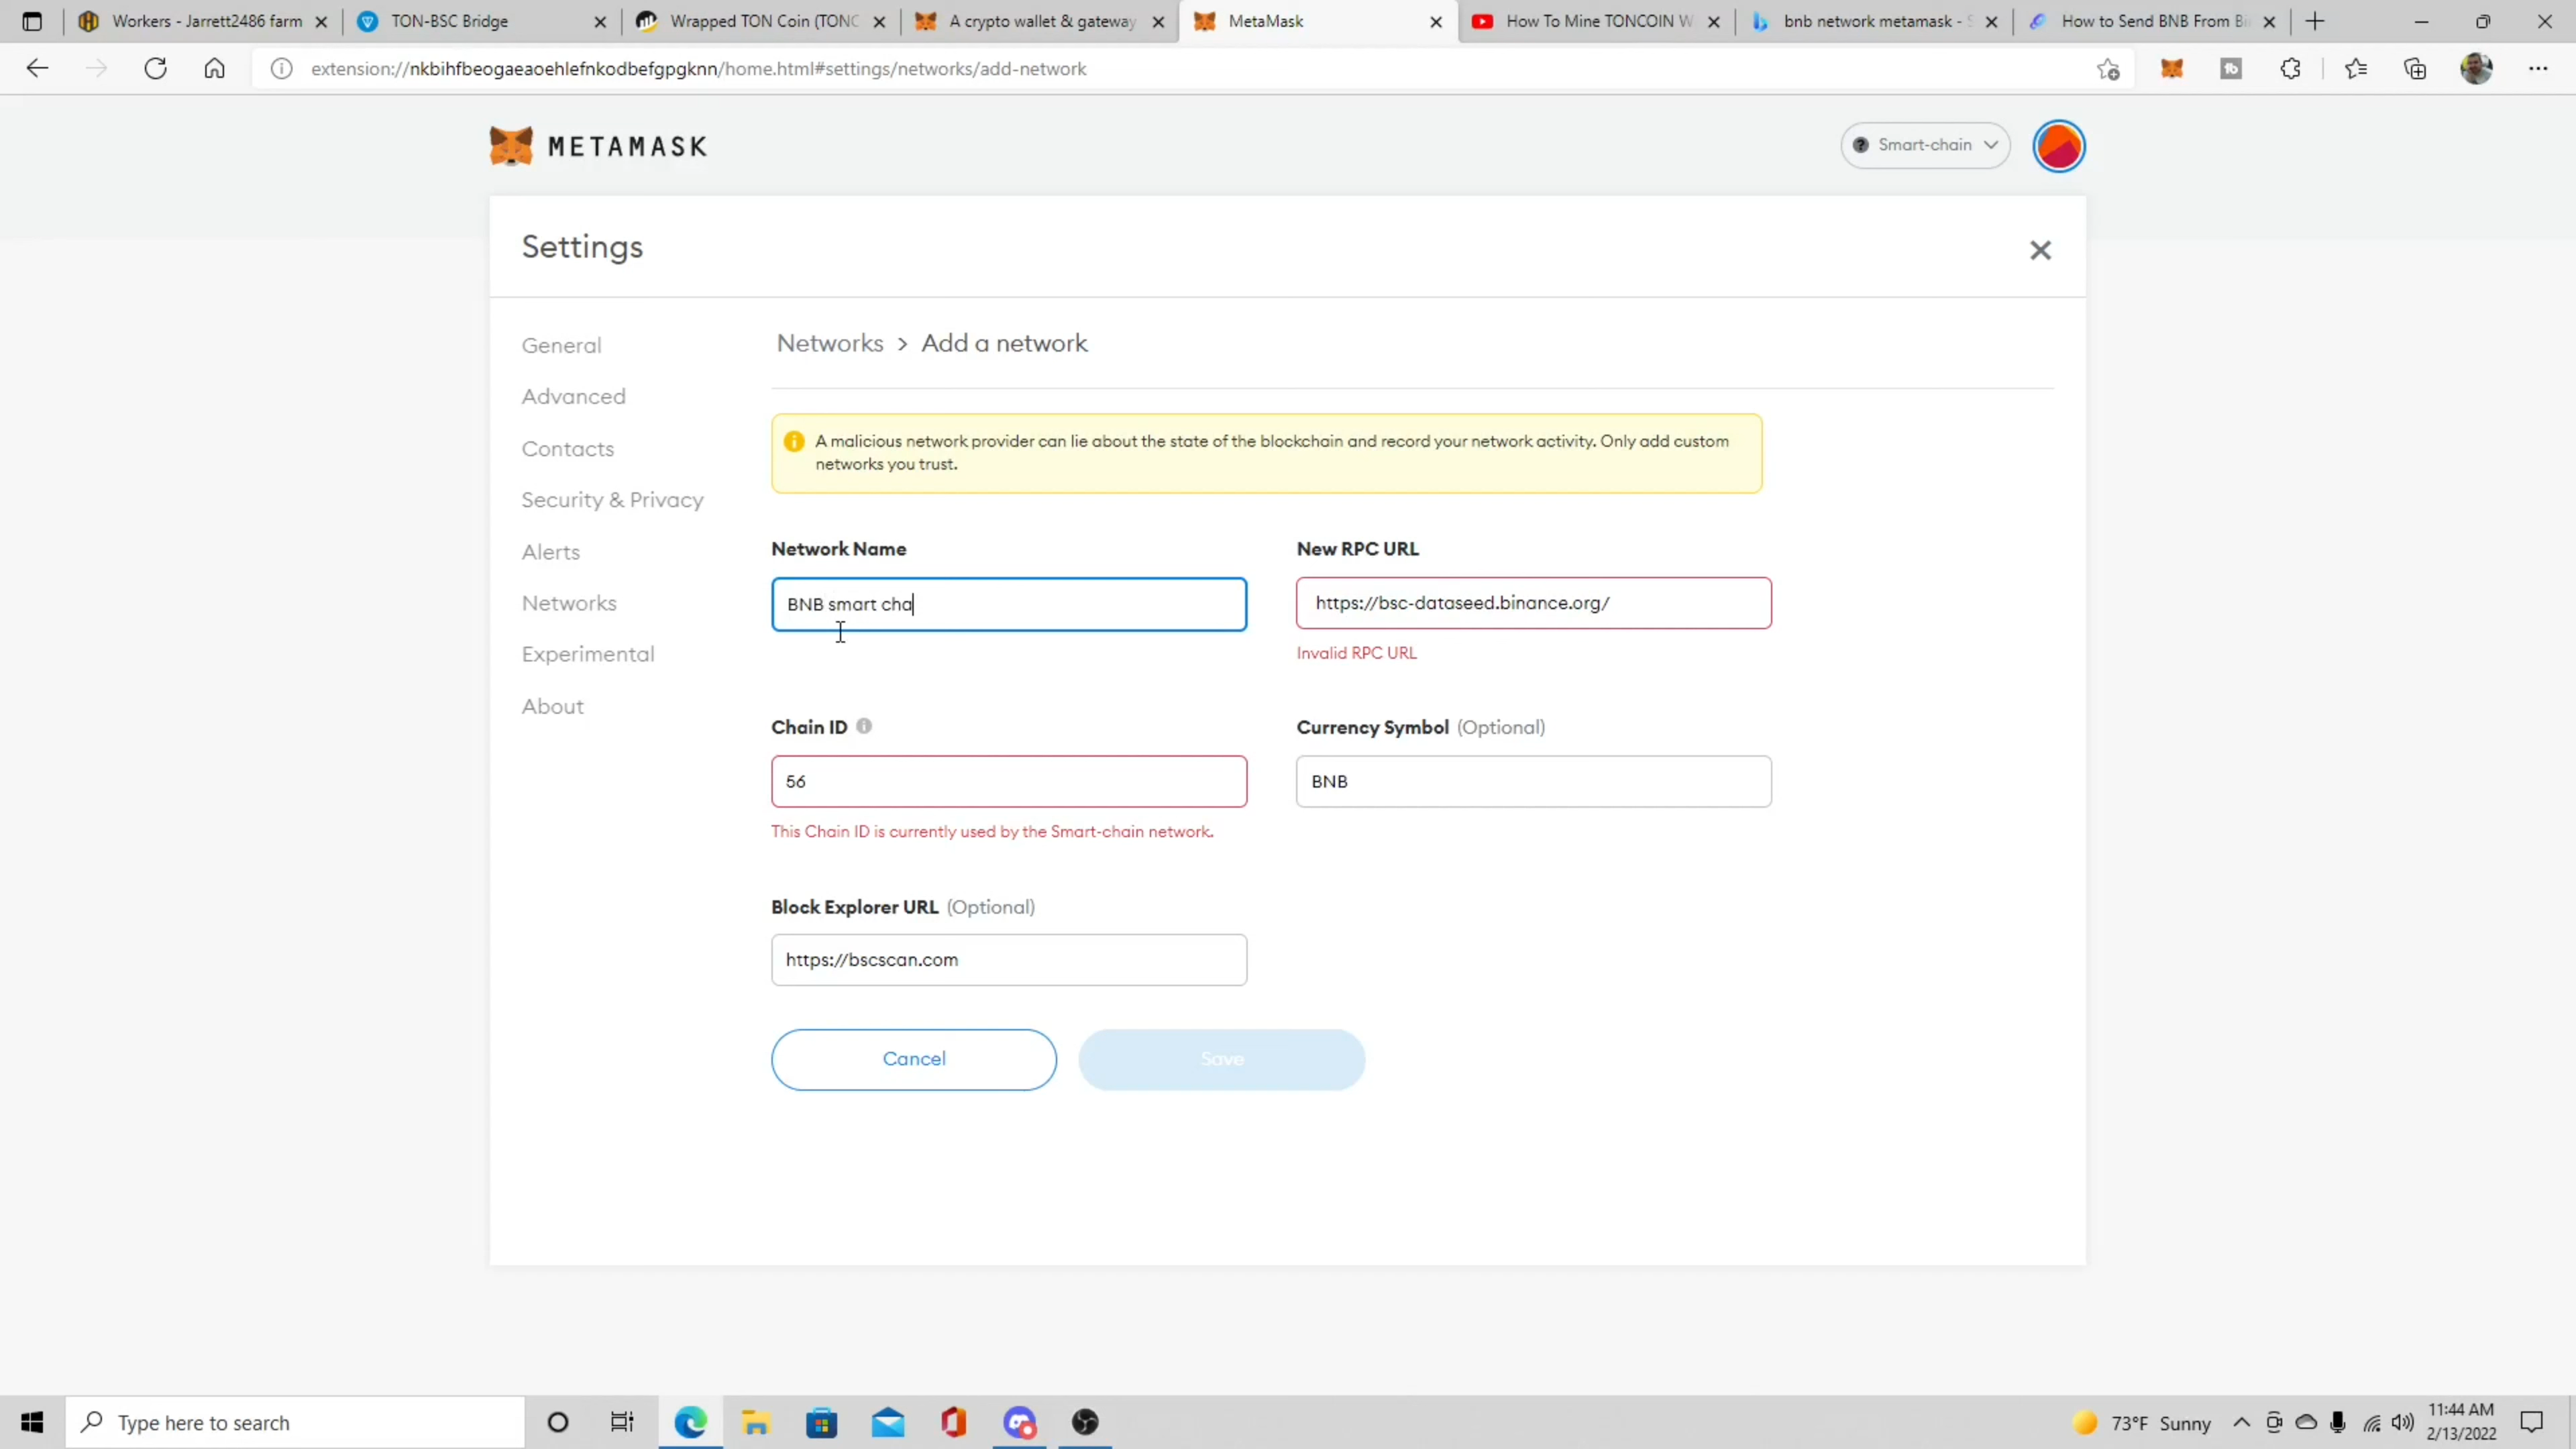 Workers - Jarrett2486 farm
TON-BSC Bridge
Wrapped TON Coin (TONC
A crypto wallet & gateway
MetaMask
How To Mine TONCOIN W
bnb network metamask - S
How to Send BNB From Bi
extension://nkbihfbeogaeaoehlefnkodbefgpgknn/home.html#settings/networks/add-network
METAMASK
Smart-chain
Settings
General
Advanced
Contacts
Security & Privacy
Alerts
Networks
Experimental
About
Networks > Add a network
A malicious network provider can lie about the state of the blockchain and record your network activity. Only add custom
networks you trust.
Network Name
New RPC URL
BNB smart cha
https://bsc-dataseed.binance.org/
Invalid RPC URL
Chain ID
Currency Symbol (Optional)
56
BNB
This Chain ID is currently used by the Smart-chain network.
Block Explorer URL (Optional)
https://bscscan.com
Cancel
Save
Type here to search
73°F Sunny
11:44 AM
2/13/2022